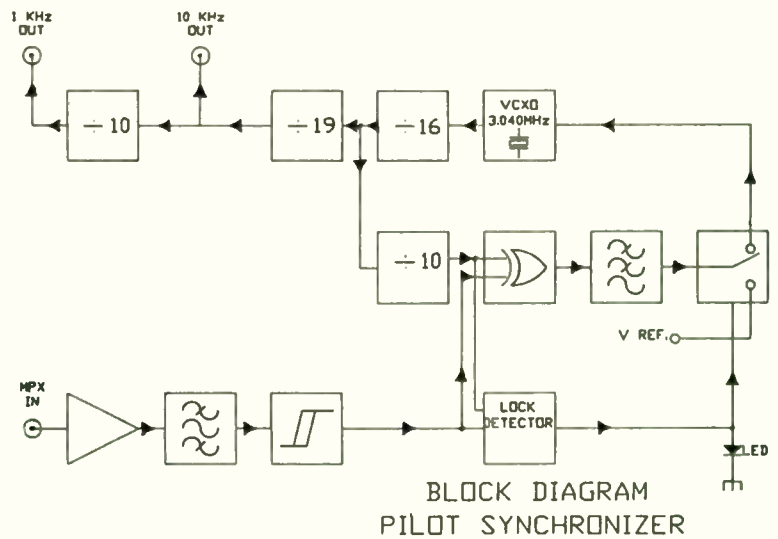 1 KHz
OUT
10 KHz
OUT
÷ 10
÷ 19
÷ 16
VCXO
3.040MHz
÷ 10
V REF.
MPX
IN
LOCK
DETECTOR
LED
BLOCK DIAGRAM
PILOT SYNCHRONIZER